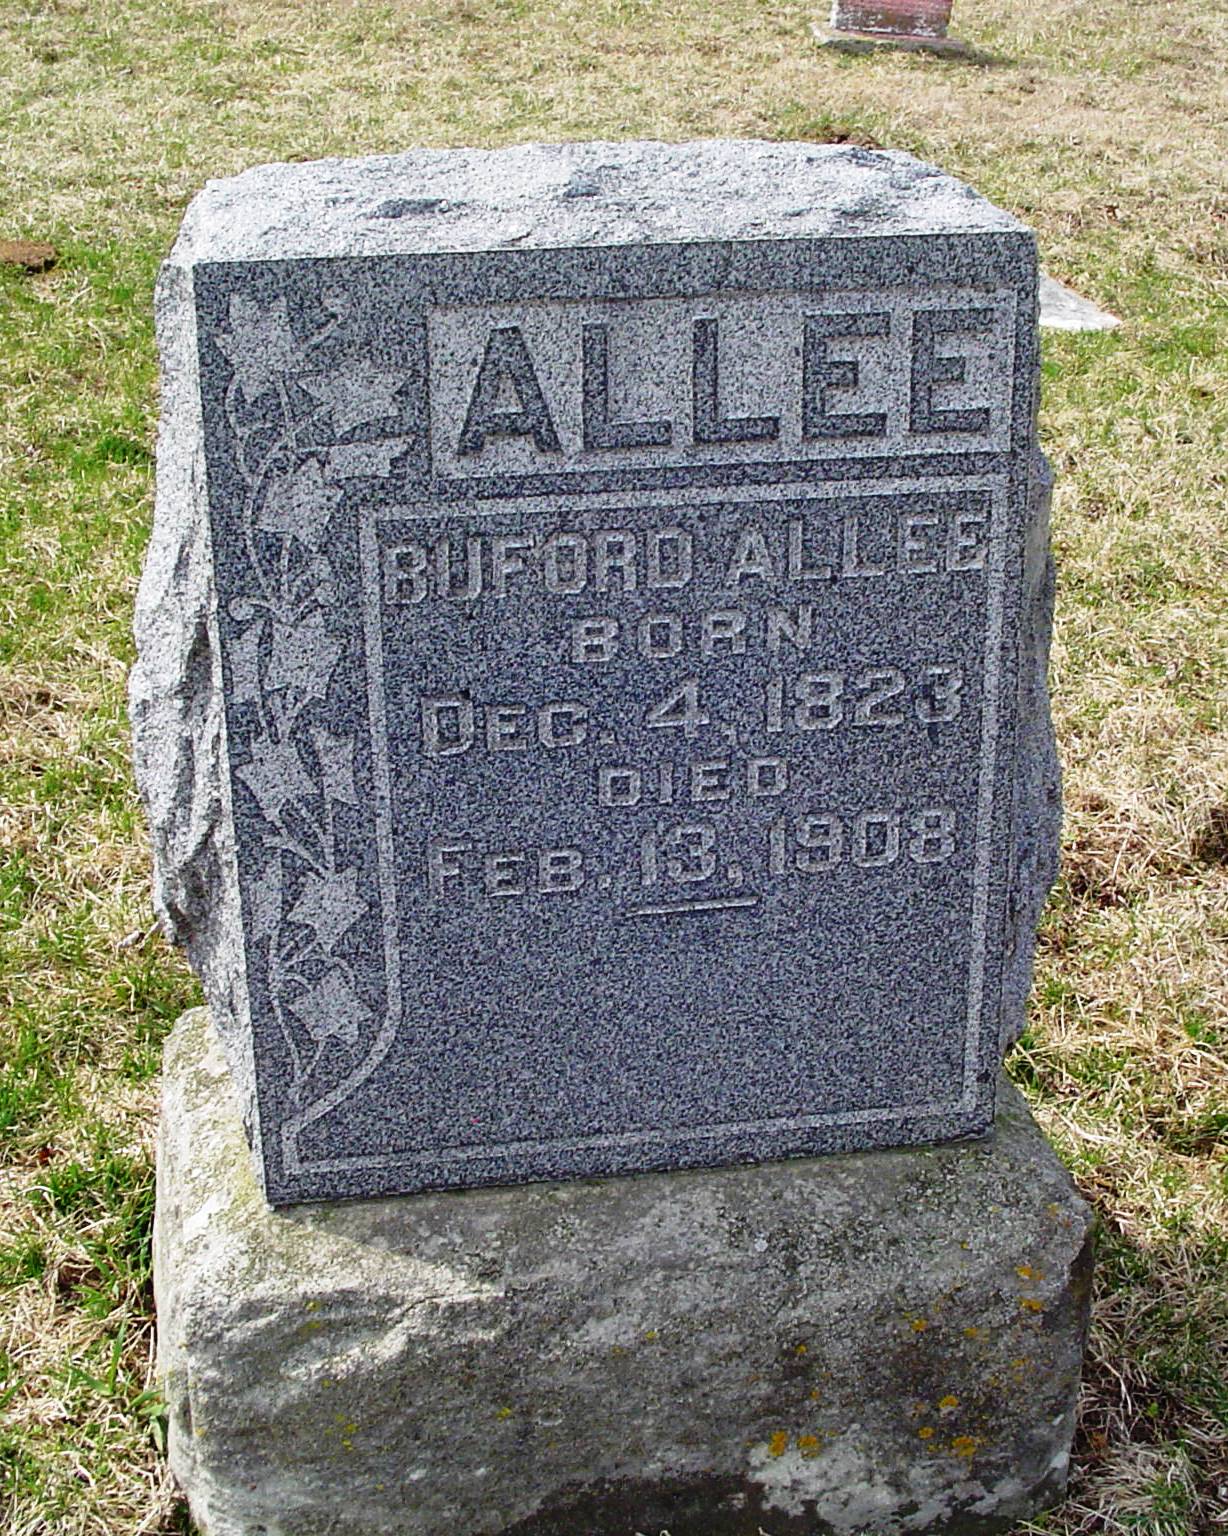 ALLEE
BUFORD ALLEE
BORN
DEC. 4, 1823
DIED
FEB. 13, 1908